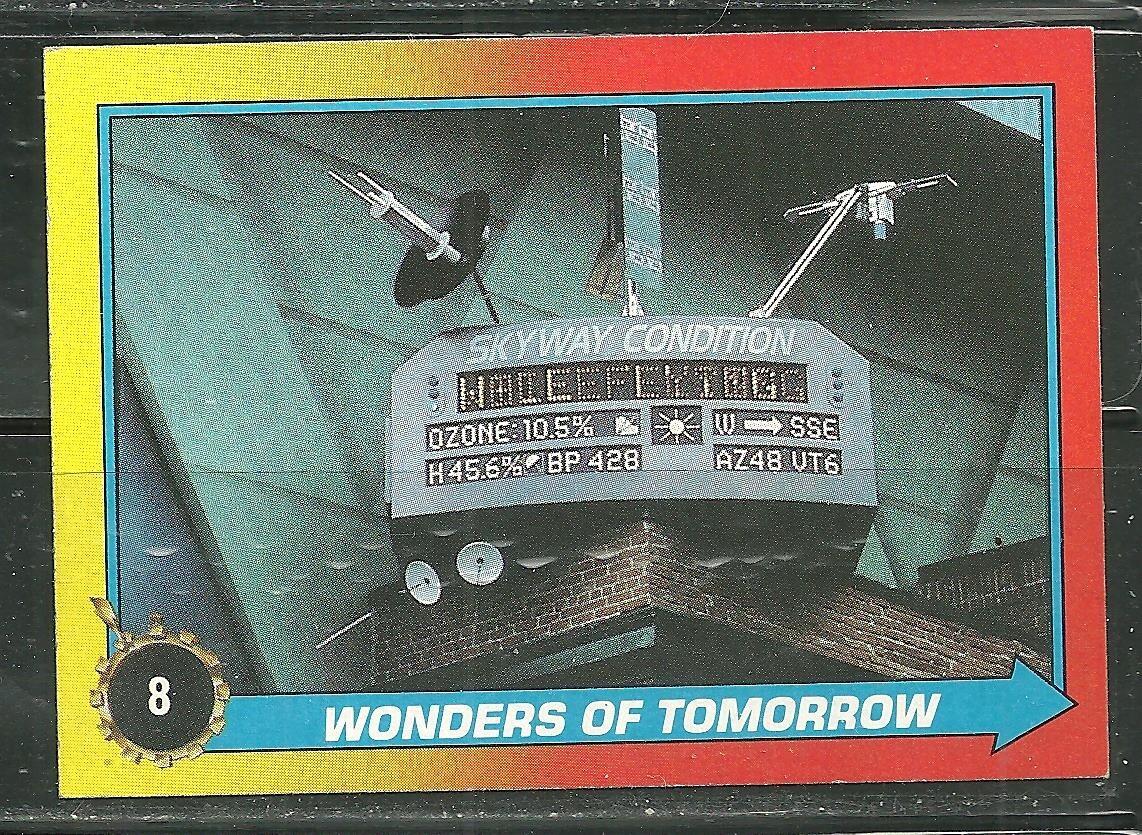 SKYWAY CONDITION
OZONE: 10.5% W → SSE
H45.6% BP 428 AZ48 VT6
8
WONDERS OF TOMORROW